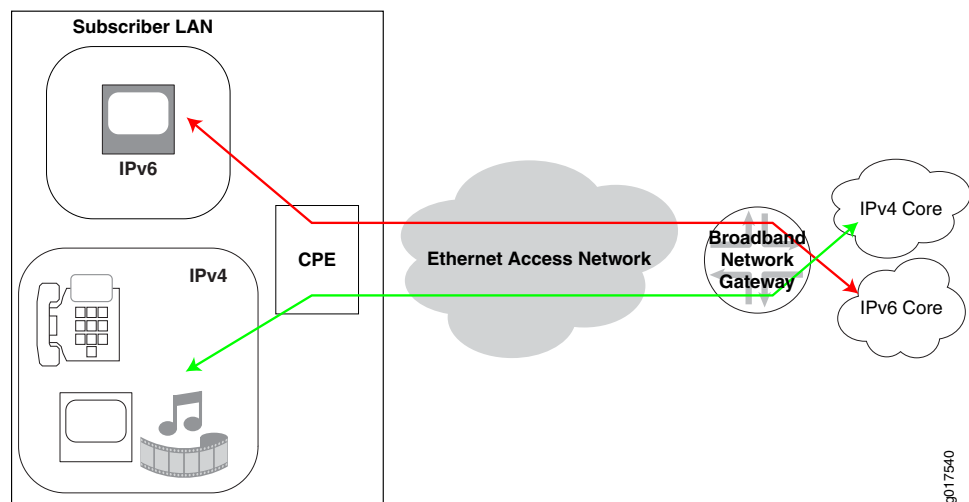 Subscriber LAN
IPv6
IPv4
CPE
Ethernet Access Network
Broadband
Network
Gateway
IPv4 Core
IPv6 Core
g017540